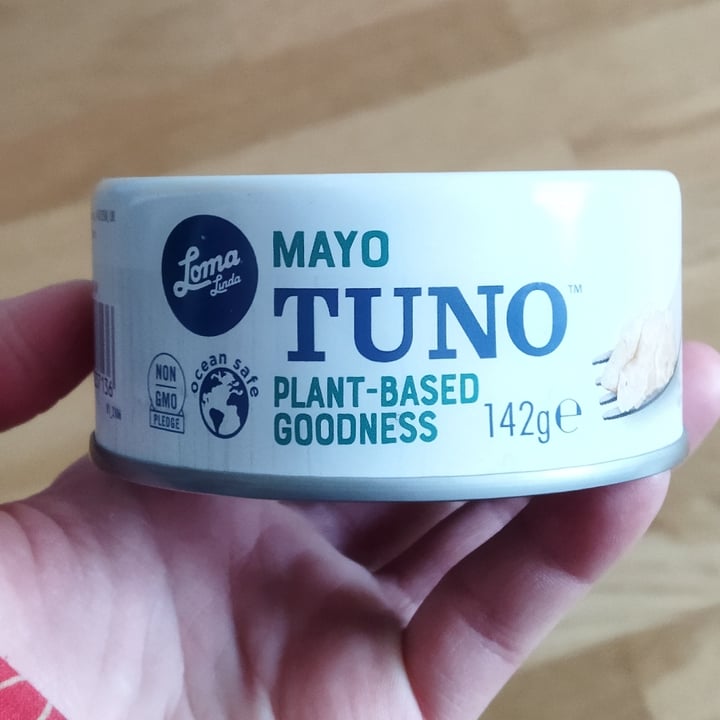 Loma
Linda
MAYO
TUNO™
PLANT-BASED
GOODNESS
142g℮
NON
GMO
PLEDGE
ocean safe